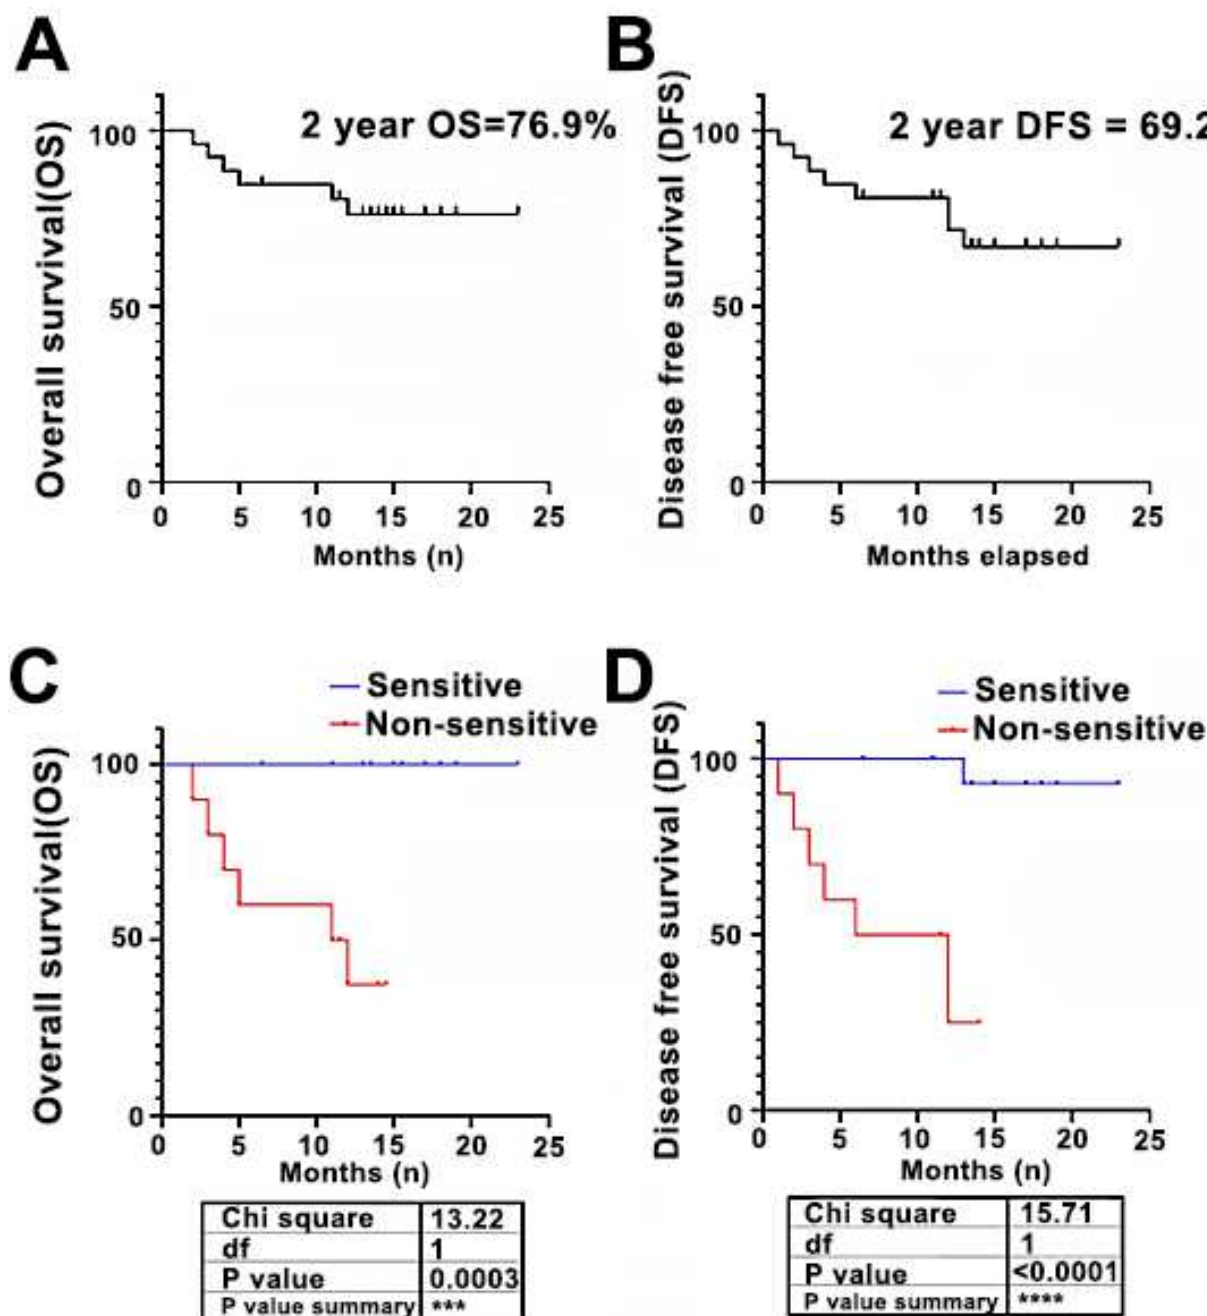 A
B
2 year OS=76.9%
2 year DFS = 69.2
Overall survival(OS)
100
50
0
0 5 10 15 20 25
Months (n)
Disease free survival (DFS)
100
50
0
0 5 10 15 20 25
Months elapsed
C
Sensitive
Non-sensitive
Overall survival(OS)
100
50
0
0 5 10 15 20 25
Months (n)
Chi square 13.22
df 1
P value 0.0003
P value summary ***
D
Sensitive
Non-sensitive
Disease free survival (DFS)
100
50
0
0 5 10 15 20 25
Months (n)
Chi square 15.71
df 1
P value <0.0001
P value summary ****